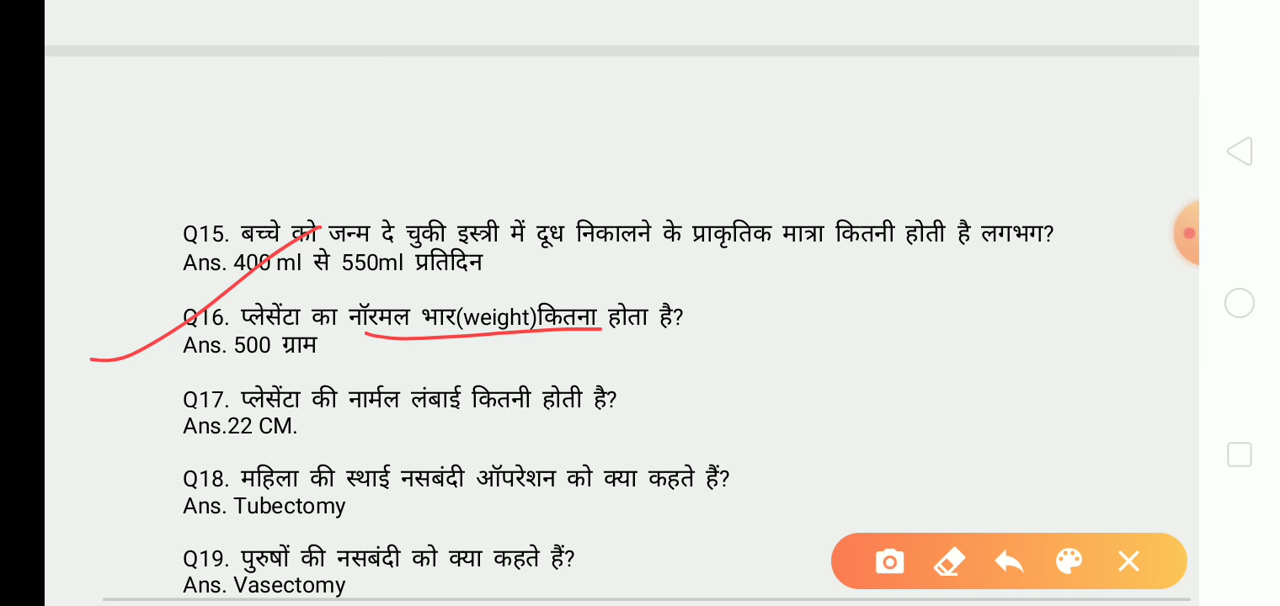 Q15. बच्चे को जन्म दे चुकी इस्त्री में दूध निकालने के प्राकृतिक मात्रा कितनी होती है लगभग?
Ans. 400 ml से 550ml प्रतिदिन
Q16. प्लेसेंटा का नॉरमल भार(weight)कितना होता है?
Ans. 500 ग्राम
Q17. प्लेसेंटा की नार्मल लंबाई कितनी होती है?
Ans.22 CM.
Q18. महिला की स्थाई नसबंदी ऑपरेशन को क्या कहते हैं?
Ans. Tubectomy
Q19. पुरुषों की नसबंदी को क्या कहते हैं?
Ans. Vasectomy